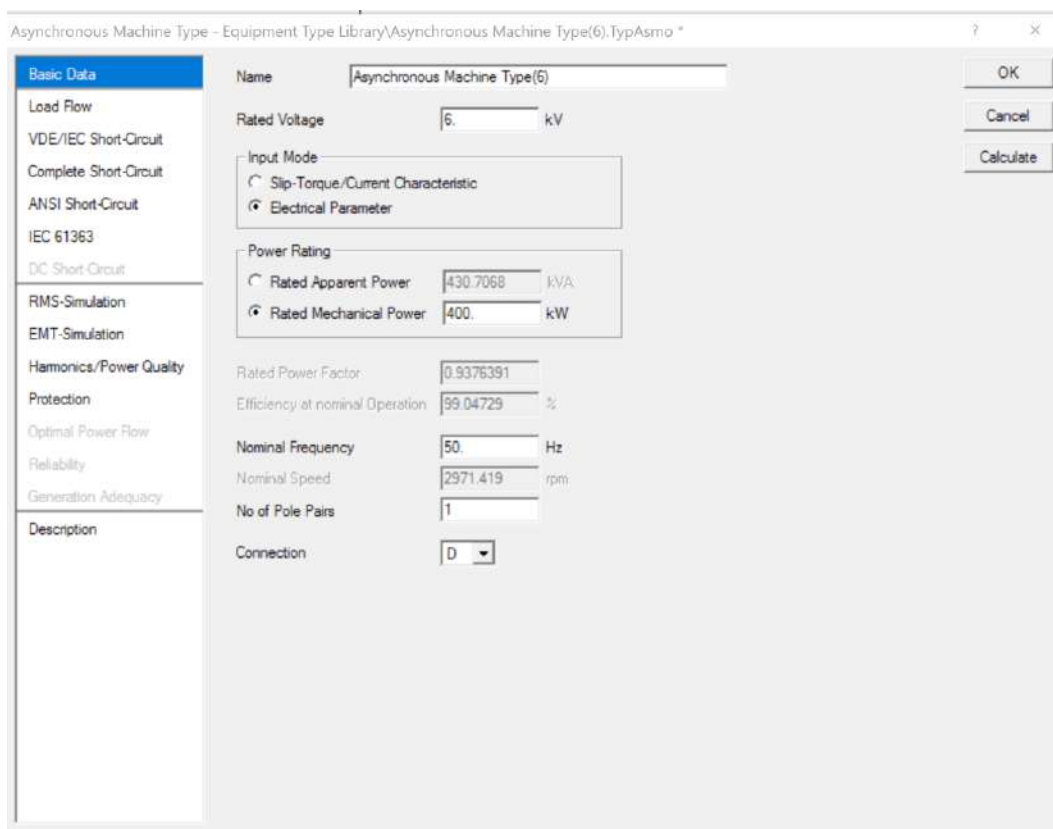 Asynchronous Machine Type - Equipment Type Library\Asynchronous Machine Type(6).TypAsmo *
? ×
Basic Data
Load Flow
VDE/IEC Short-Circuit
Complete Short-Circuit
ANSI Short-Circuit
IEC 61363
DC Short-Circuit
RMS-Simulation
EMT-Simulation
Harmonics/Power Quality
Protection
Optimal Power Flow
Reliability
Generation Adequacy
Description
Name Asynchronous Machine Type(6)
Rated Voltage 6. kV
Input Mode
Slip-Torque/Current Characteristic
Electrical Parameter
Power Rating
Rated Apparent Power 430.7068 kVA
Rated Mechanical Power 400. kW
Rated Power Factor 0.9376391
Efficiency at nominal Operation 99.04729 %
Nominal Frequency 50. Hz
Nominal Speed 2971.419 rpm
No of Pole Pairs 1
Connection D
OK
Cancel
Calculate